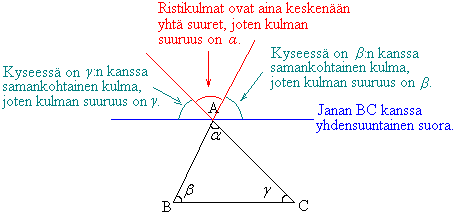 Ristikulmat ovat aina keskenään
yhtä suuret, joten kulman
suuruus on α.
Kyseessä on γ:n kanssa
samankohtainen kulma,
joten kulman suuruus on γ.
Kyseessä on β:n kanssa
samankohtainen kulma,
joten kulman suuruus on β.
A
Janan BC kanssa
yhdensuuntainen suora.
α
β
γ
B
C